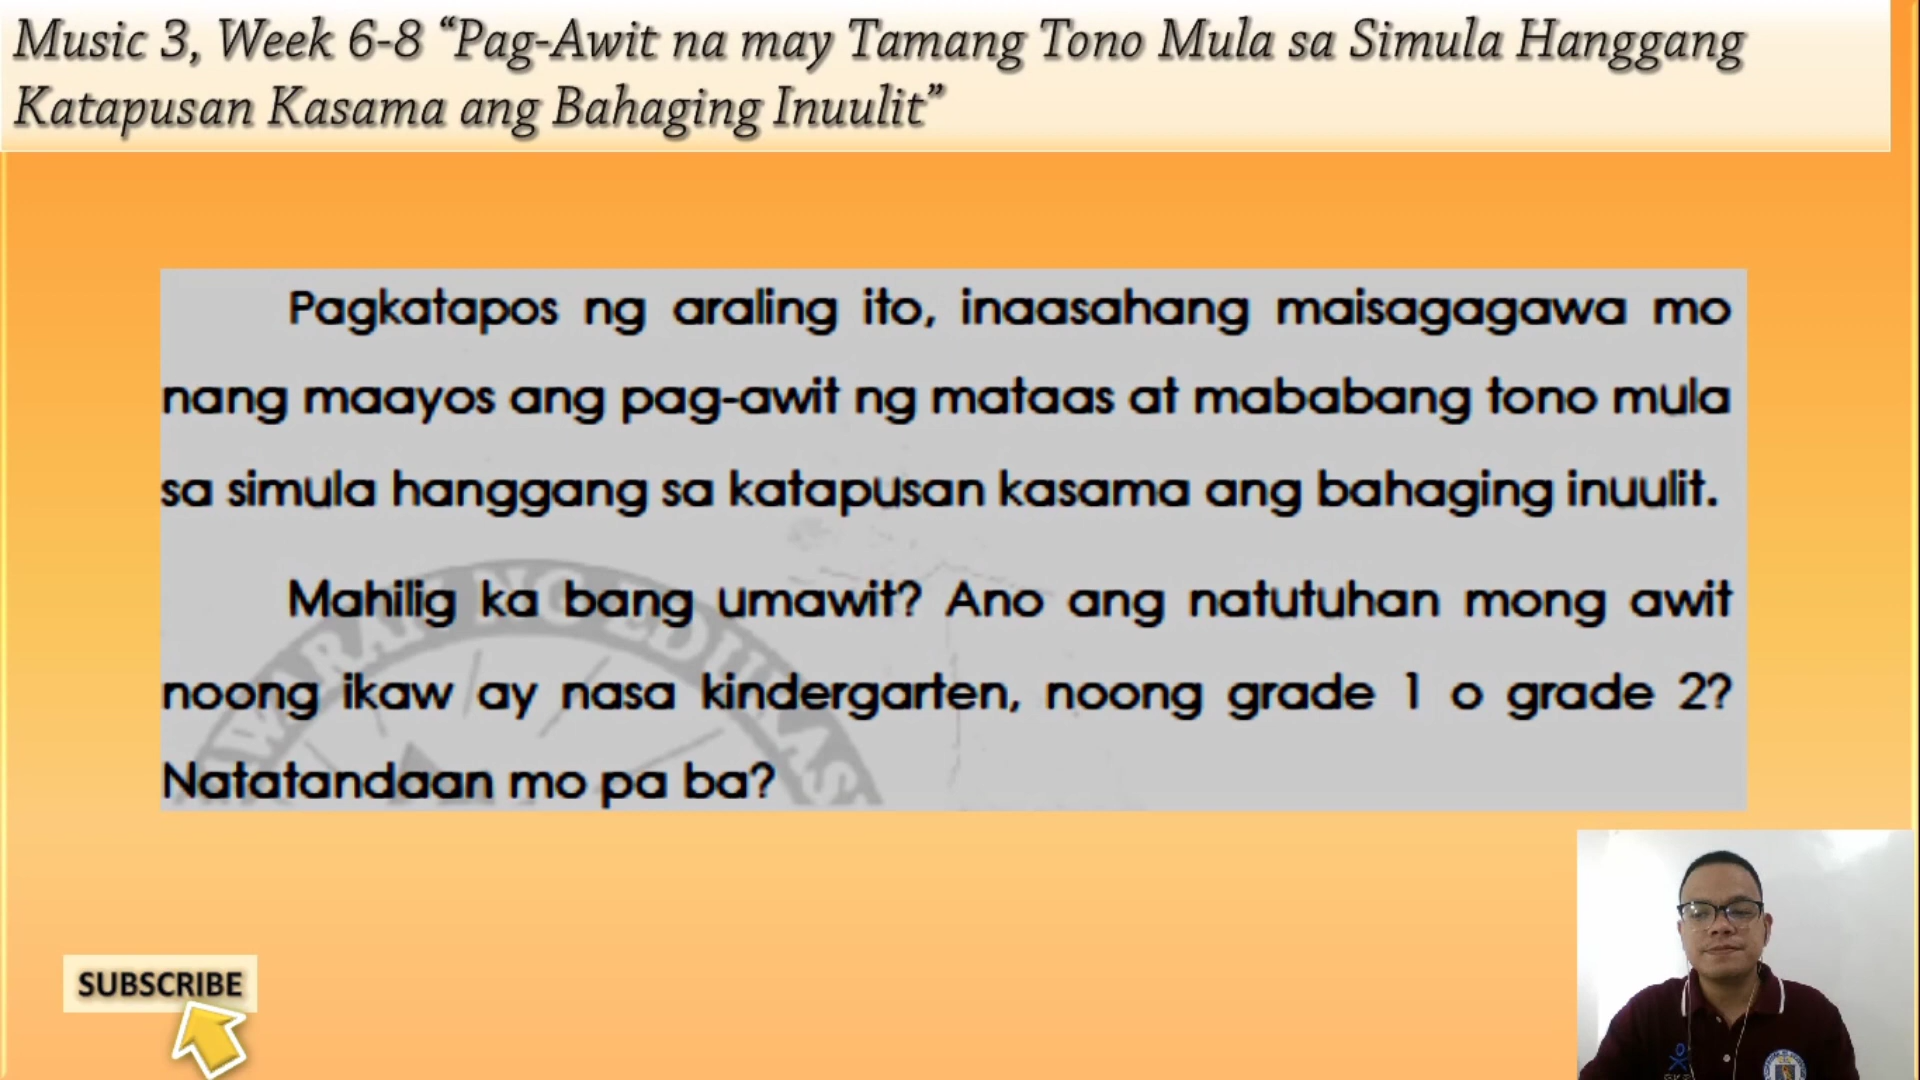 Music 3, Week 6-8 “Pag-Awit na may Tamang Tono Mula sa Simula Hanggang
Katapusan Kasama ang Bahaging Inuulit”
Pagkatapos ng araling ito, inaasahang maisagagawa mo
nang maayos ang pag-awit ng mataas at mababang tono mula
sa simula hanggang sa katapusan kasama ang bahaging inuulit.
Mahilig ka bang umawit? Ano ang natutuhan mong awit
noong ikaw ay nasa kindergarten, noong grade 1 o grade 2?
Natatandaan mo pa ba?
SUBSCRIBE